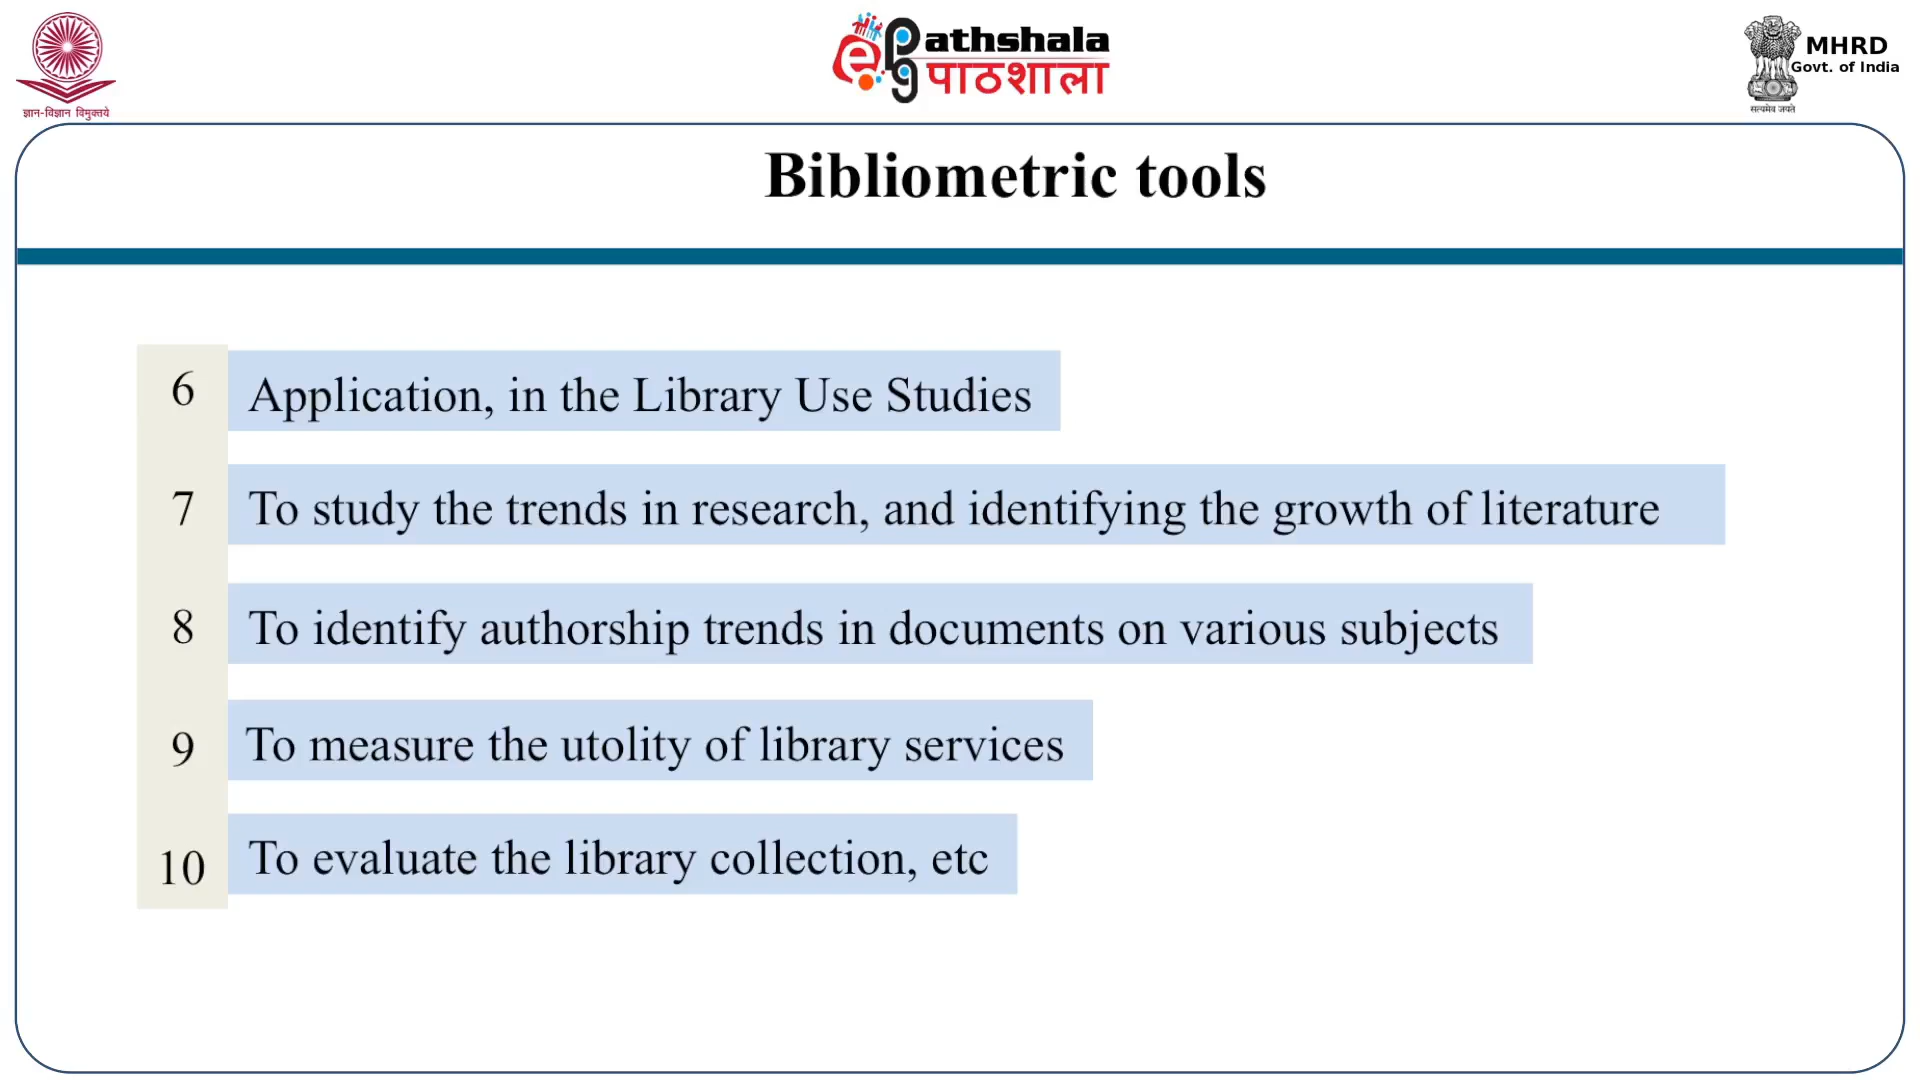 ज्ञान-विज्ञान विमुक्तये
e pg Pathshala
पाठशाला
MHRD
Govt. of India
सत्यमेव जयते
Bibliometric tools
6 Application, in the Library Use Studies
7 To study the trends in research, and identifying the growth of literature
8 To identify authorship trends in documents on various subjects
9 To measure the utolity of library services
10 To evaluate the library collection, etc